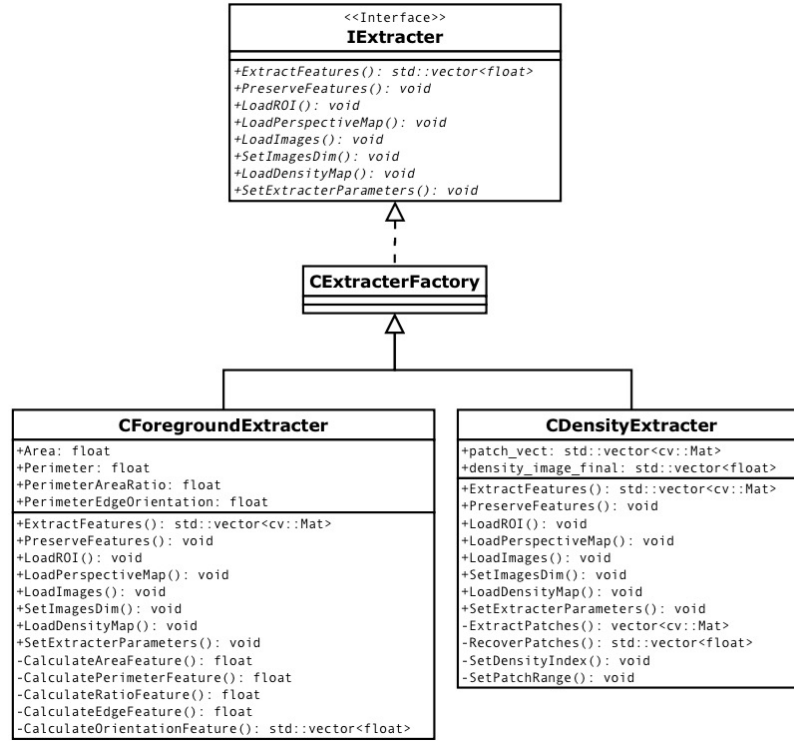 <<Interface>>
IExtracter
+ExtractFeatures(): std::vector<float>
+PreserveFeatures(): void
+LoadROI(): void
+LoadPerspectiveMap(): void
+LoadImages(): void
+SetImagesDim(): void
+LoadDensityMap(): void
+SetExtracterParameters(): void
CExtracterFactory
CForegroundExtracter
+Area: float
+Perimeter: float
+PerimeterAreaRatio: float
+PerimeterEdgeOrientation: float
+ExtractFeatures(): std::vector<cv::Mat>
+PreserveFeatures(): void
+LoadROI(): void
+LoadPerspectiveMap(): void
+LoadImages(): void
+SetImagesDim(): void
+LoadDensityMap(): void
+SetExtracterParameters(): void
-CalculateAreaFeature(): float
-CalculatePerimeterFeature(): float
-CalculateRatioFeature(): float
-CalculateEdgeFeature(): float
-CalculateOrientationFeature(): std::vector<float>
CDensityExtracter
+patch_vect: std::vector<cv::Mat>
+density_image_final: std::vector<float>
+ExtractFeatures(): std::vector<cv::Mat>
+PreserveFeatures(): void
+LoadROI(): void
+LoadPerspectiveMap(): void
+LoadImages(): void
+SetImagesDim(): void
+LoadDensityMap(): void
+SetExtracterParameters(): void
-ExtractPatches(): vector<cv::Mat>
-RecoverPatches(): std::vector<float>
-SetDensityIndex(): void
-SetPatchRange(): void